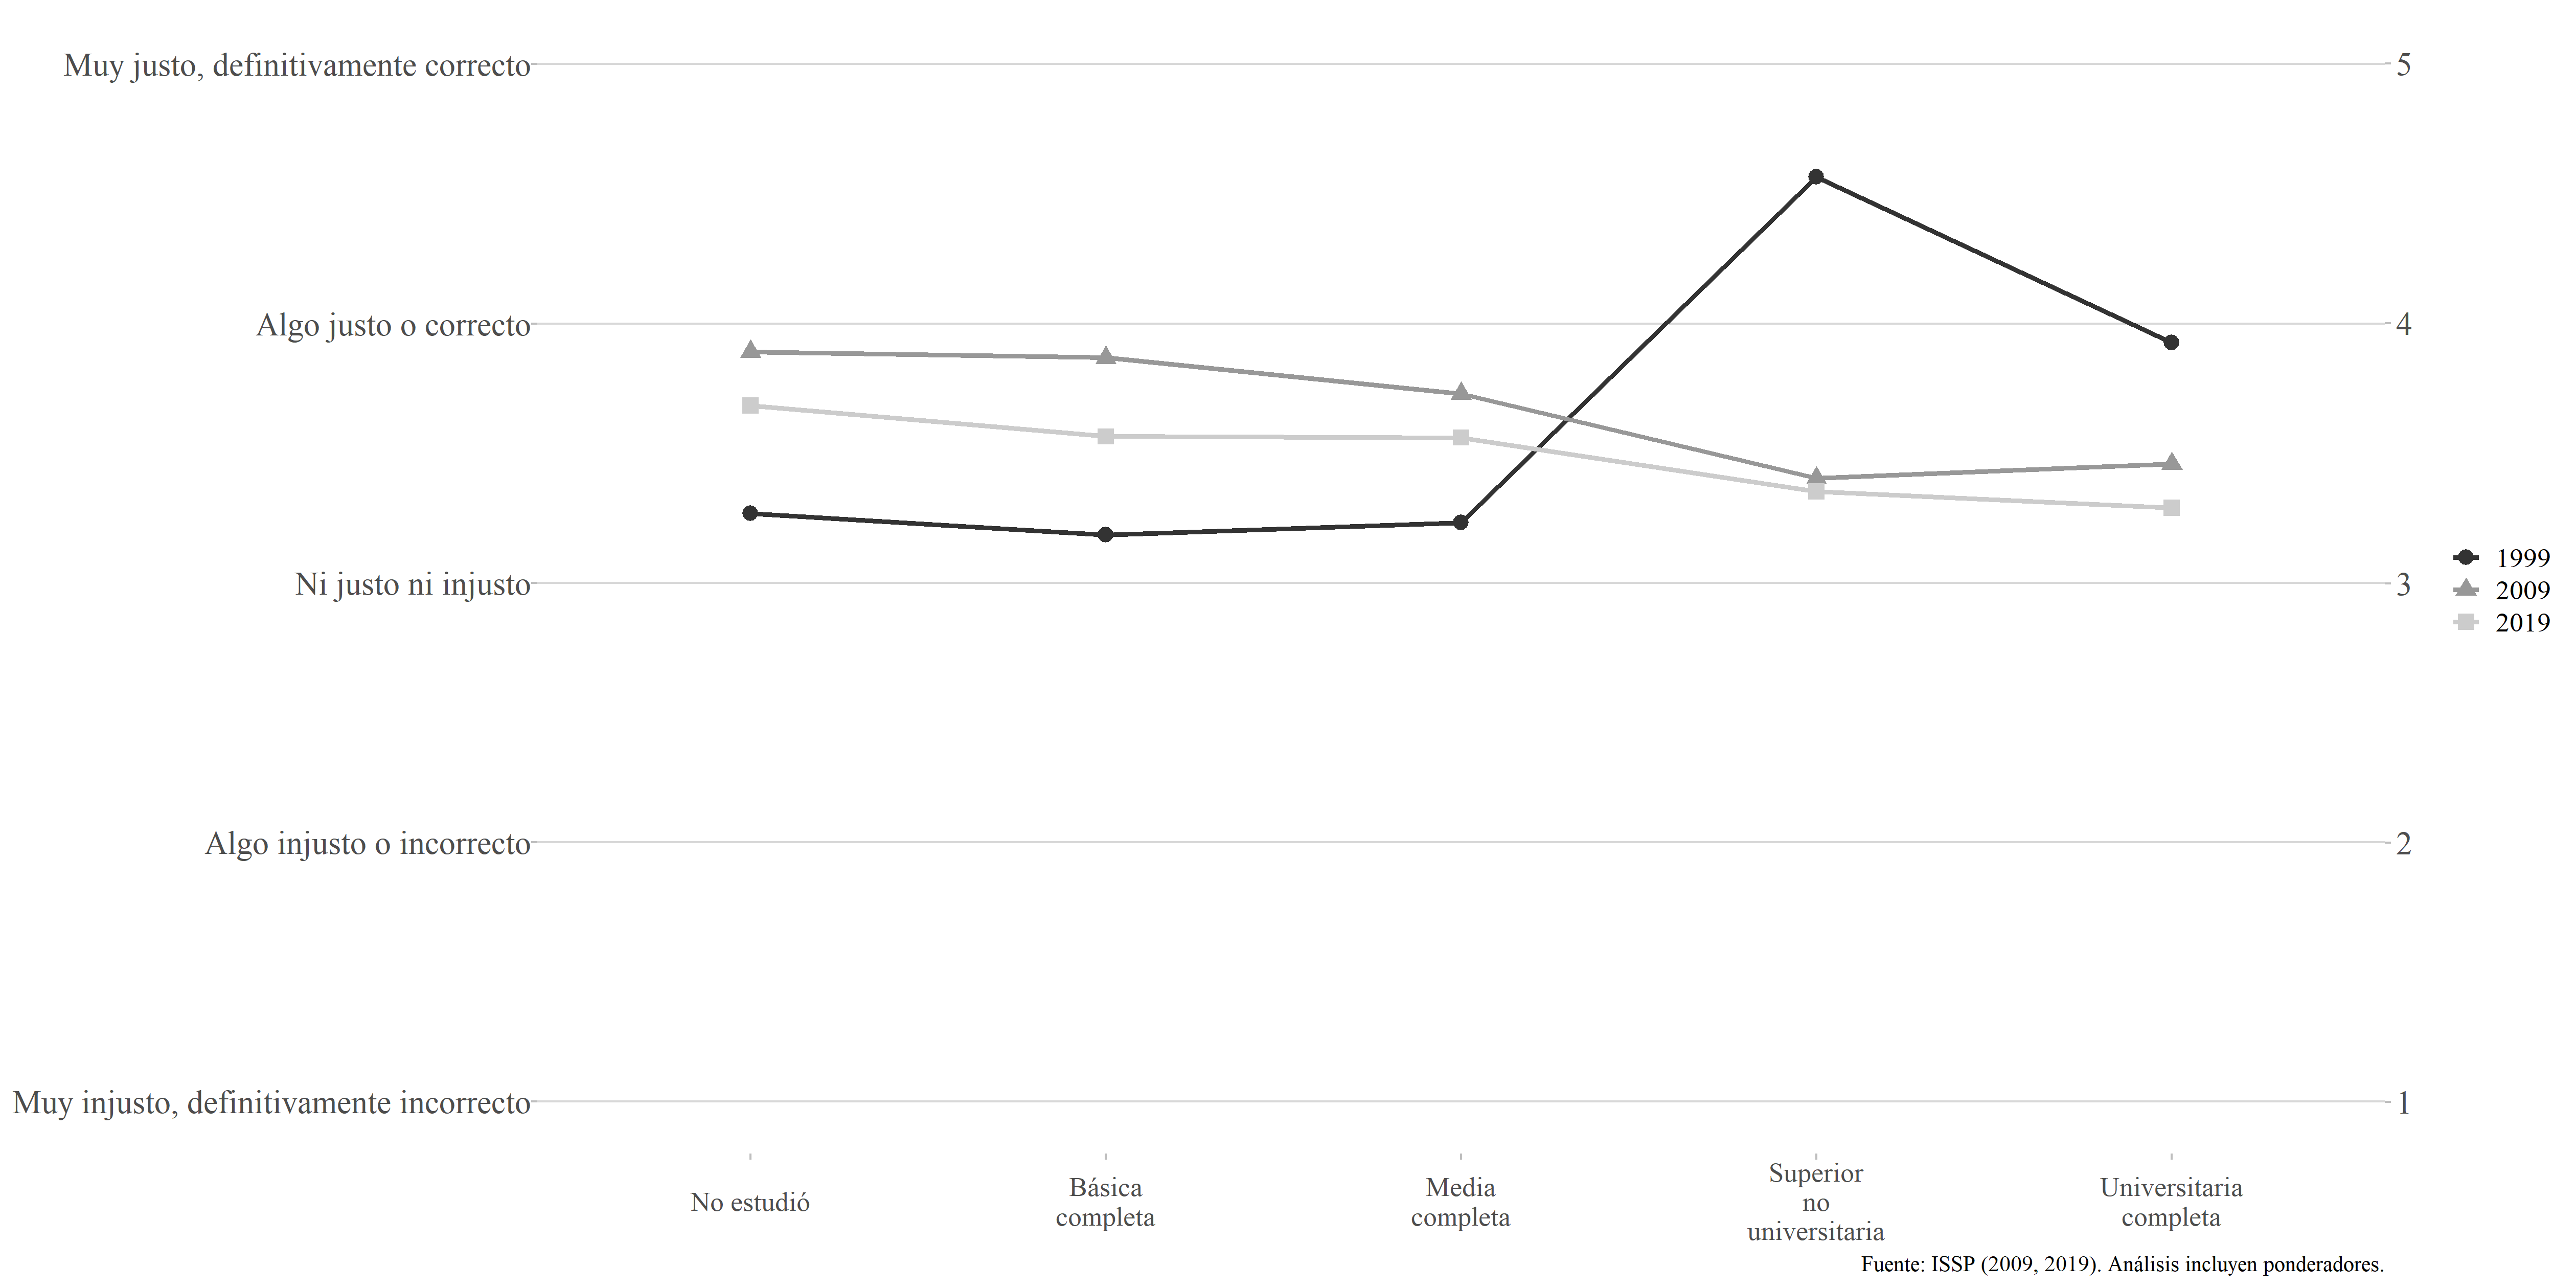 Muy justo, definitivamente correcto
5
Algo justo o correcto
4
Ni justo ni injusto
3
Algo injusto o incorrecto
2
Muy injusto, definitivamente incorrecto
1
1999
2009
2019
No estudió
Básica
completa
Media
completa
Superior
no
universitaria
Universitaria
completa
Fuente: ISSP (2009, 2019). Análisis incluyen ponderadores.